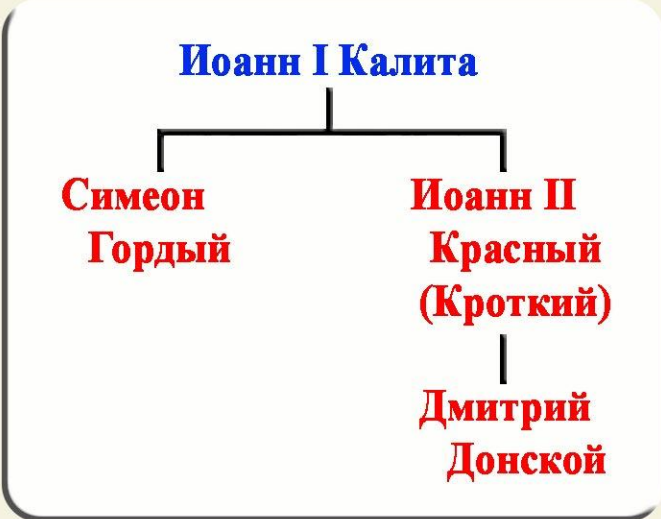 Иоанн I Калита
Симеон
Гордый
Иоанн II
Красный
(Кроткий)
Дмитрий
Донской